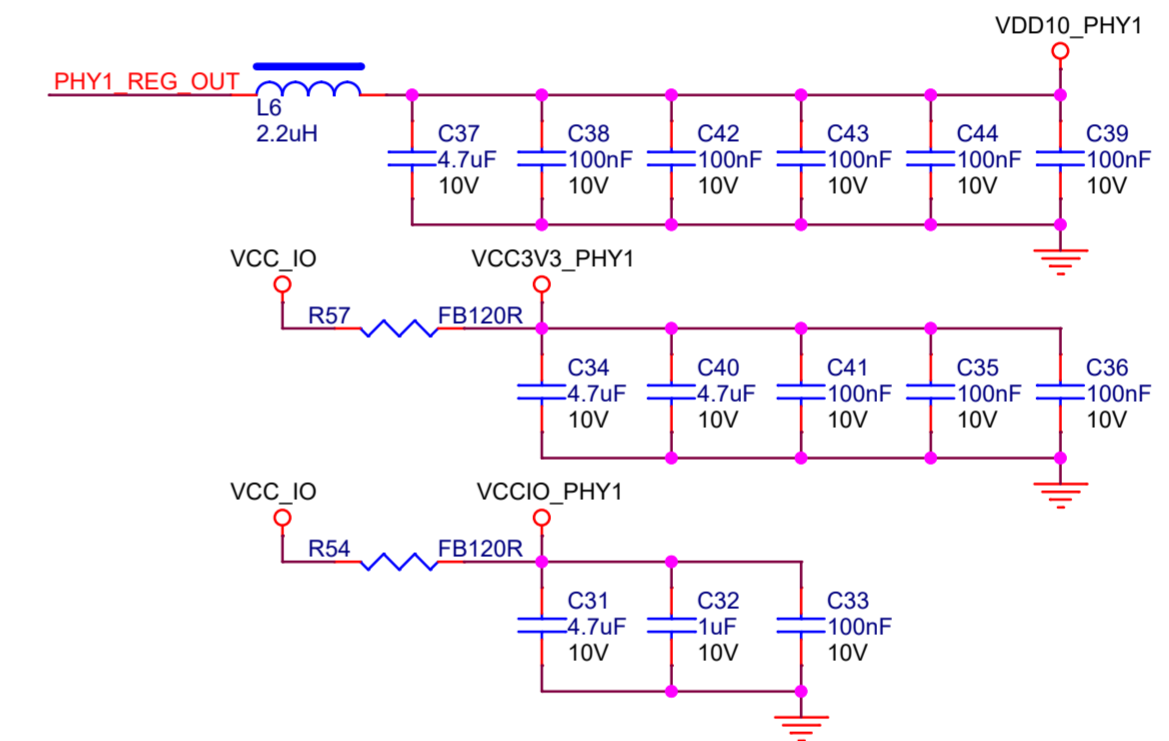 VDD10_PHY1
PHY1_REG_OUT
L6
2.2uH
C37
4.7uF
10V
C38
100nF
10V
C42
100nF
10V
C43
100nF
10V
C44
100nF
10V
C39
100nF
10V
VCC_IO
VCC3V3_PHY1
R57
FB120R
C34
4.7uF
10V
C40
4.7uF
10V
C41
100nF
10V
C35
100nF
10V
C36
100nF
10V
VCC_IO
VCCIO_PHY1
R54
FB120R
C31
4.7uF
10V
C32
1uF
10V
C33
100nF
10V